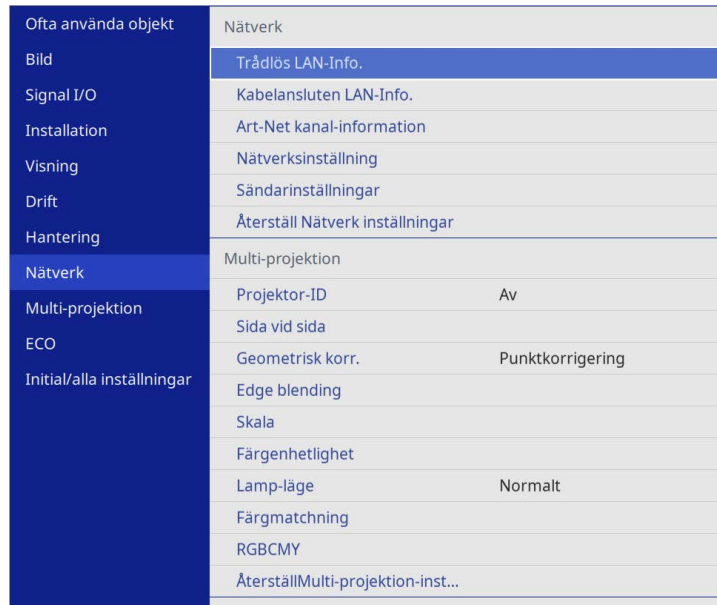 Ofta använda objekt
Bild
Signal I/O
Installation
Visning
Drift
Hantering
Nätverk
Multi-projektion
ECO
Initial/alla inställningar
Nätverk
Trådlös LAN-Info.
Kabelansluten LAN-Info.
Art-Net kanal-information
Nätverksinställning
Sändarinställningar
Återställ Nätverk inställningar
Multi-projektion
Projektor-ID Av
Sida vid sida
Geometrisk korr. Punktkorrigering
Edge blending
Skala
Färgenhetlighet
Lamp-läge Normalt
Färgmatchning
RGBCMY
ÅterställMulti-projektion-inst...